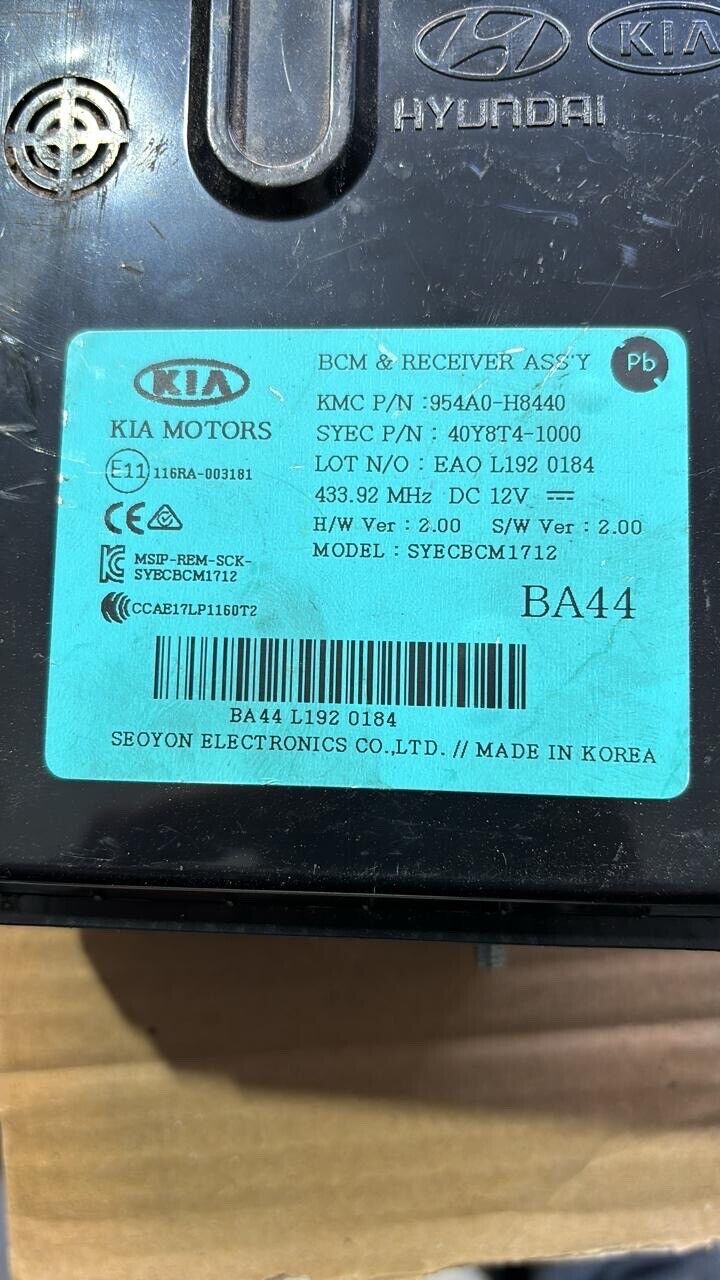 HYUNDAI
KIA
KIA
KIA MOTORS
E11 116RA-003181
CE
MSIP-REM-SCK-
SYECBCM1712
CCAE17LP1160T2
BCM & RECEIVER ASS'Y
Pb
KMC P/N :954A0-H8440
SYEC P/N : 40Y8T4-1000
LOT N/O : EAO L192 0184
433.92 MHz DC 12V
H/W Ver : 2.00 S/W Ver : 2.00
MODEL : SYECBCM1712
BA44
BA44 L192 0184
SEOYON ELECTRONICS CO.,LTD. // MADE IN KOREA